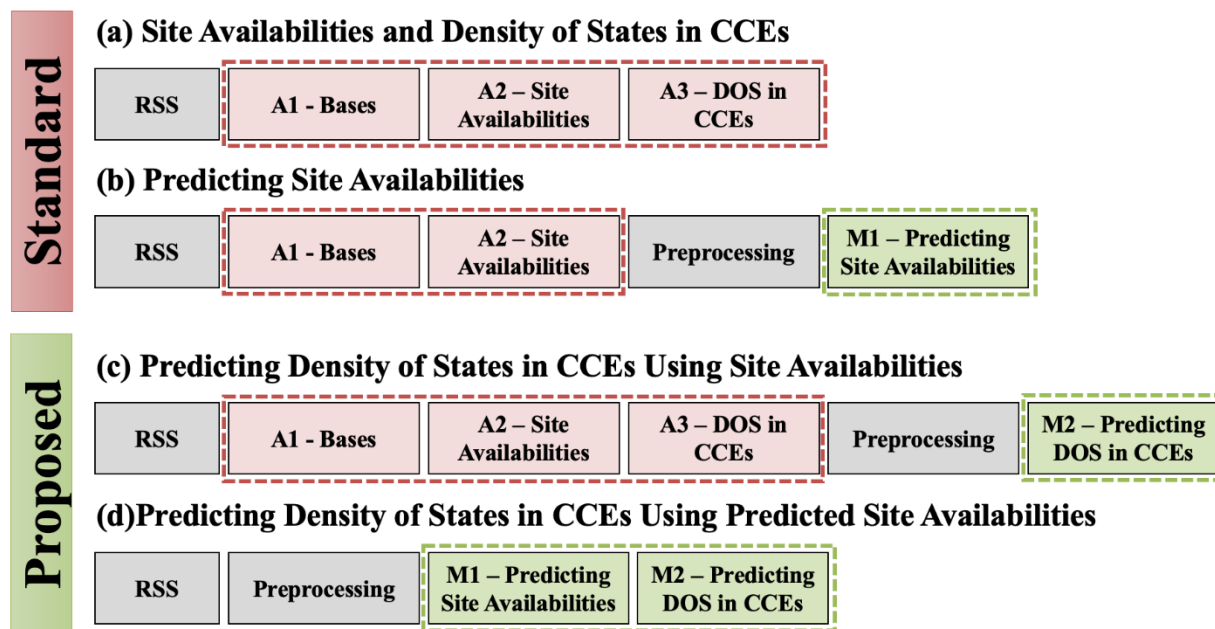 Standard
(a) Site Availabilities and Density of States in CCEs
RSS
A1 - Bases
A2 – Site
Availabilities
A3 – DOS in
CCEs
(b) Predicting Site Availabilities
RSS
A1 - Bases
A2 – Site
Availabilities
Preprocessing
M1 – Predicting
Site Availabilities
Proposed
(c) Predicting Density of States in CCEs Using Site Availabilities
RSS
A1 - Bases
A2 – Site
Availabilities
A3 – DOS in
CCEs
Preprocessing
M2 – Predicting
DOS in CCEs
(d)Predicting Density of States in CCEs Using Predicted Site Availabilities
RSS
Preprocessing
M1 – Predicting
Site Availabilities
M2 – Predicting
DOS in CCEs